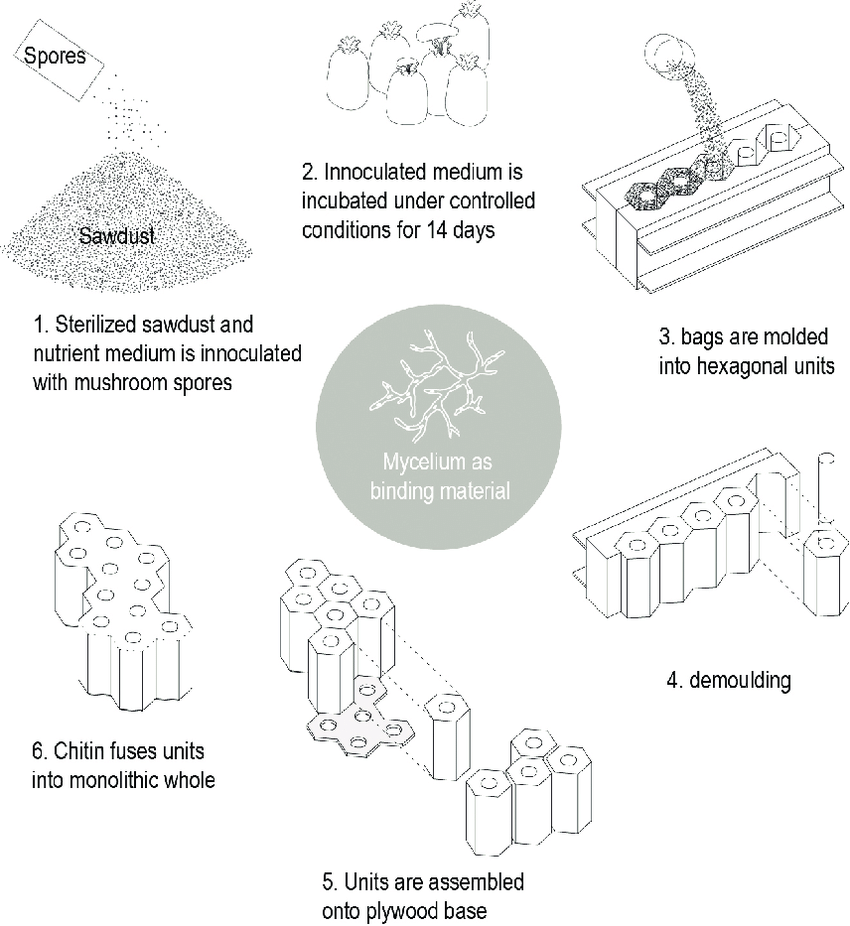 Spores
Sawdust
1. Sterilized sawdust and
nutrient medium is innoculated
with mushroom spores
2. Innoculated medium is
incubated under controlled
conditions for 14 days
3. bags are molded
into hexagonal units
Mycelium as
binding material
4. demoulding
5. Units are assembled
onto plywood base
6. Chitin fuses units
into monolithic whole